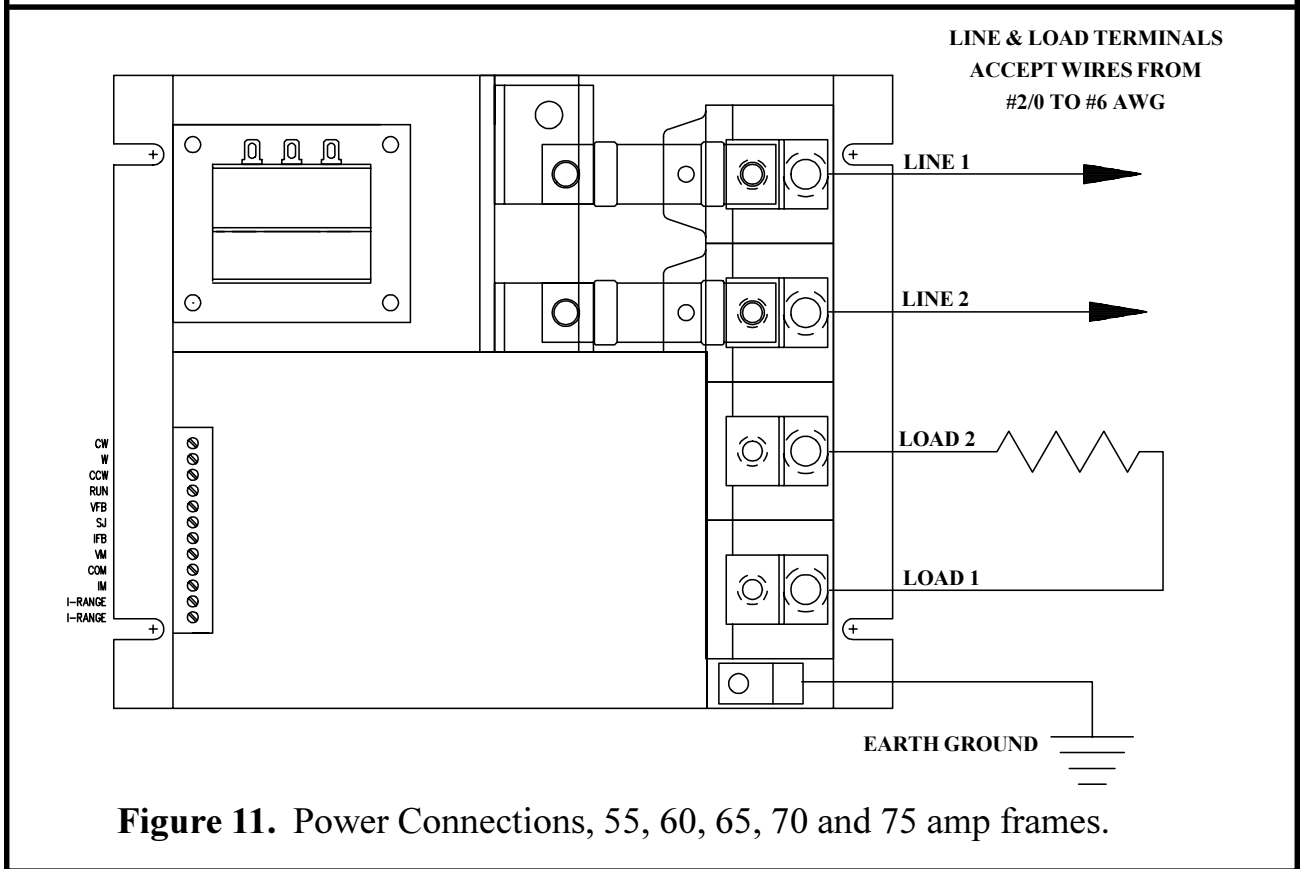 LINE & LOAD TERMINALS
ACCEPT WIRES FROM
#2/0 TO #6 AWG
LINE 1
LINE 2
LOAD 2
LOAD 1
CW
W
CCW
RUN
VFB
SJ
IFB
VM
COM
IM
I-RANGE
I-RANGE
EARTH GROUND
Figure 11. Power Connections, 55, 60, 65, 70 and 75 amp frames.